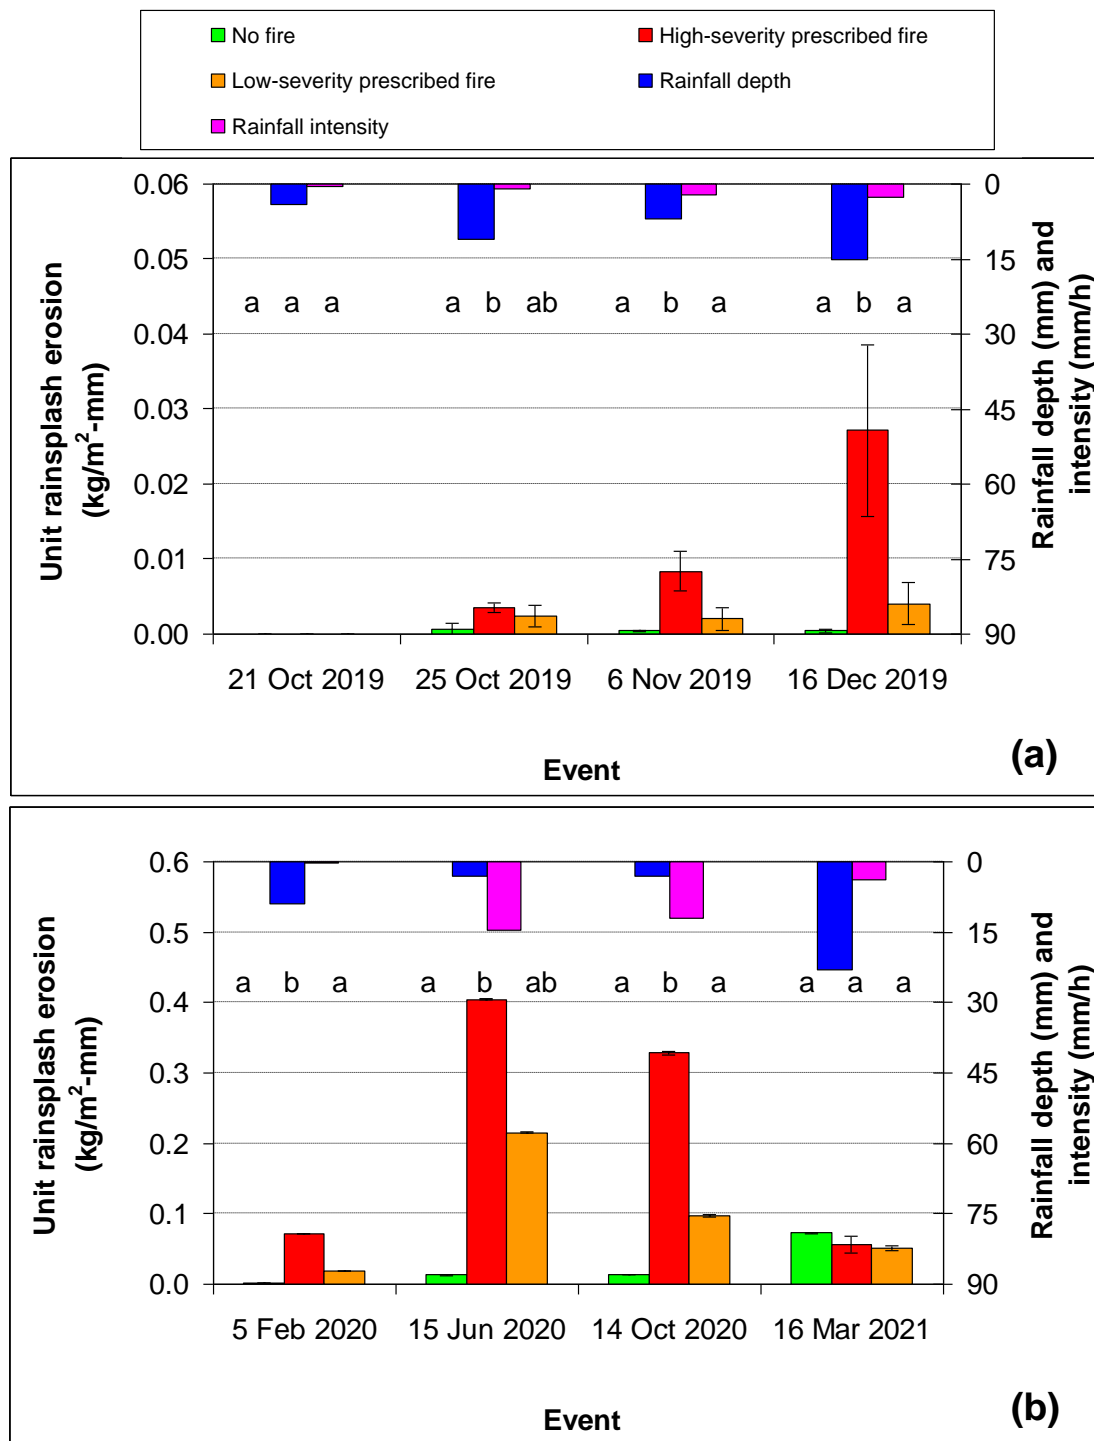 No fire
High-severity prescribed fire
Low-severity prescribed fire
Rainfall depth
Rainfall intensity
0.06
0.05
0.04
0.03
0.02
0.01
0.00
Unit rainsplash erosion
(kg/m²-mm)
0
15
30
45
60
75
90
Rainfall depth (mm) and
intensity (mm/h)
a a a a b ab a b a a b a
21 Oct 2019 25 Oct 2019 6 Nov 2019 16 Dec 2019
Event
(a)
0.6
0.5
0.4
0.3
0.2
0.1
0.0
Unit rainsplash erosion
(kg/m²-mm)
0
15
30
45
60
75
90
Rainfall depth (mm) and
intensity (mm/h)
a b a a b ab a b a a a a
5 Feb 2020 15 Jun 2020 14 Oct 2020 16 Mar 2021
Event
(b)